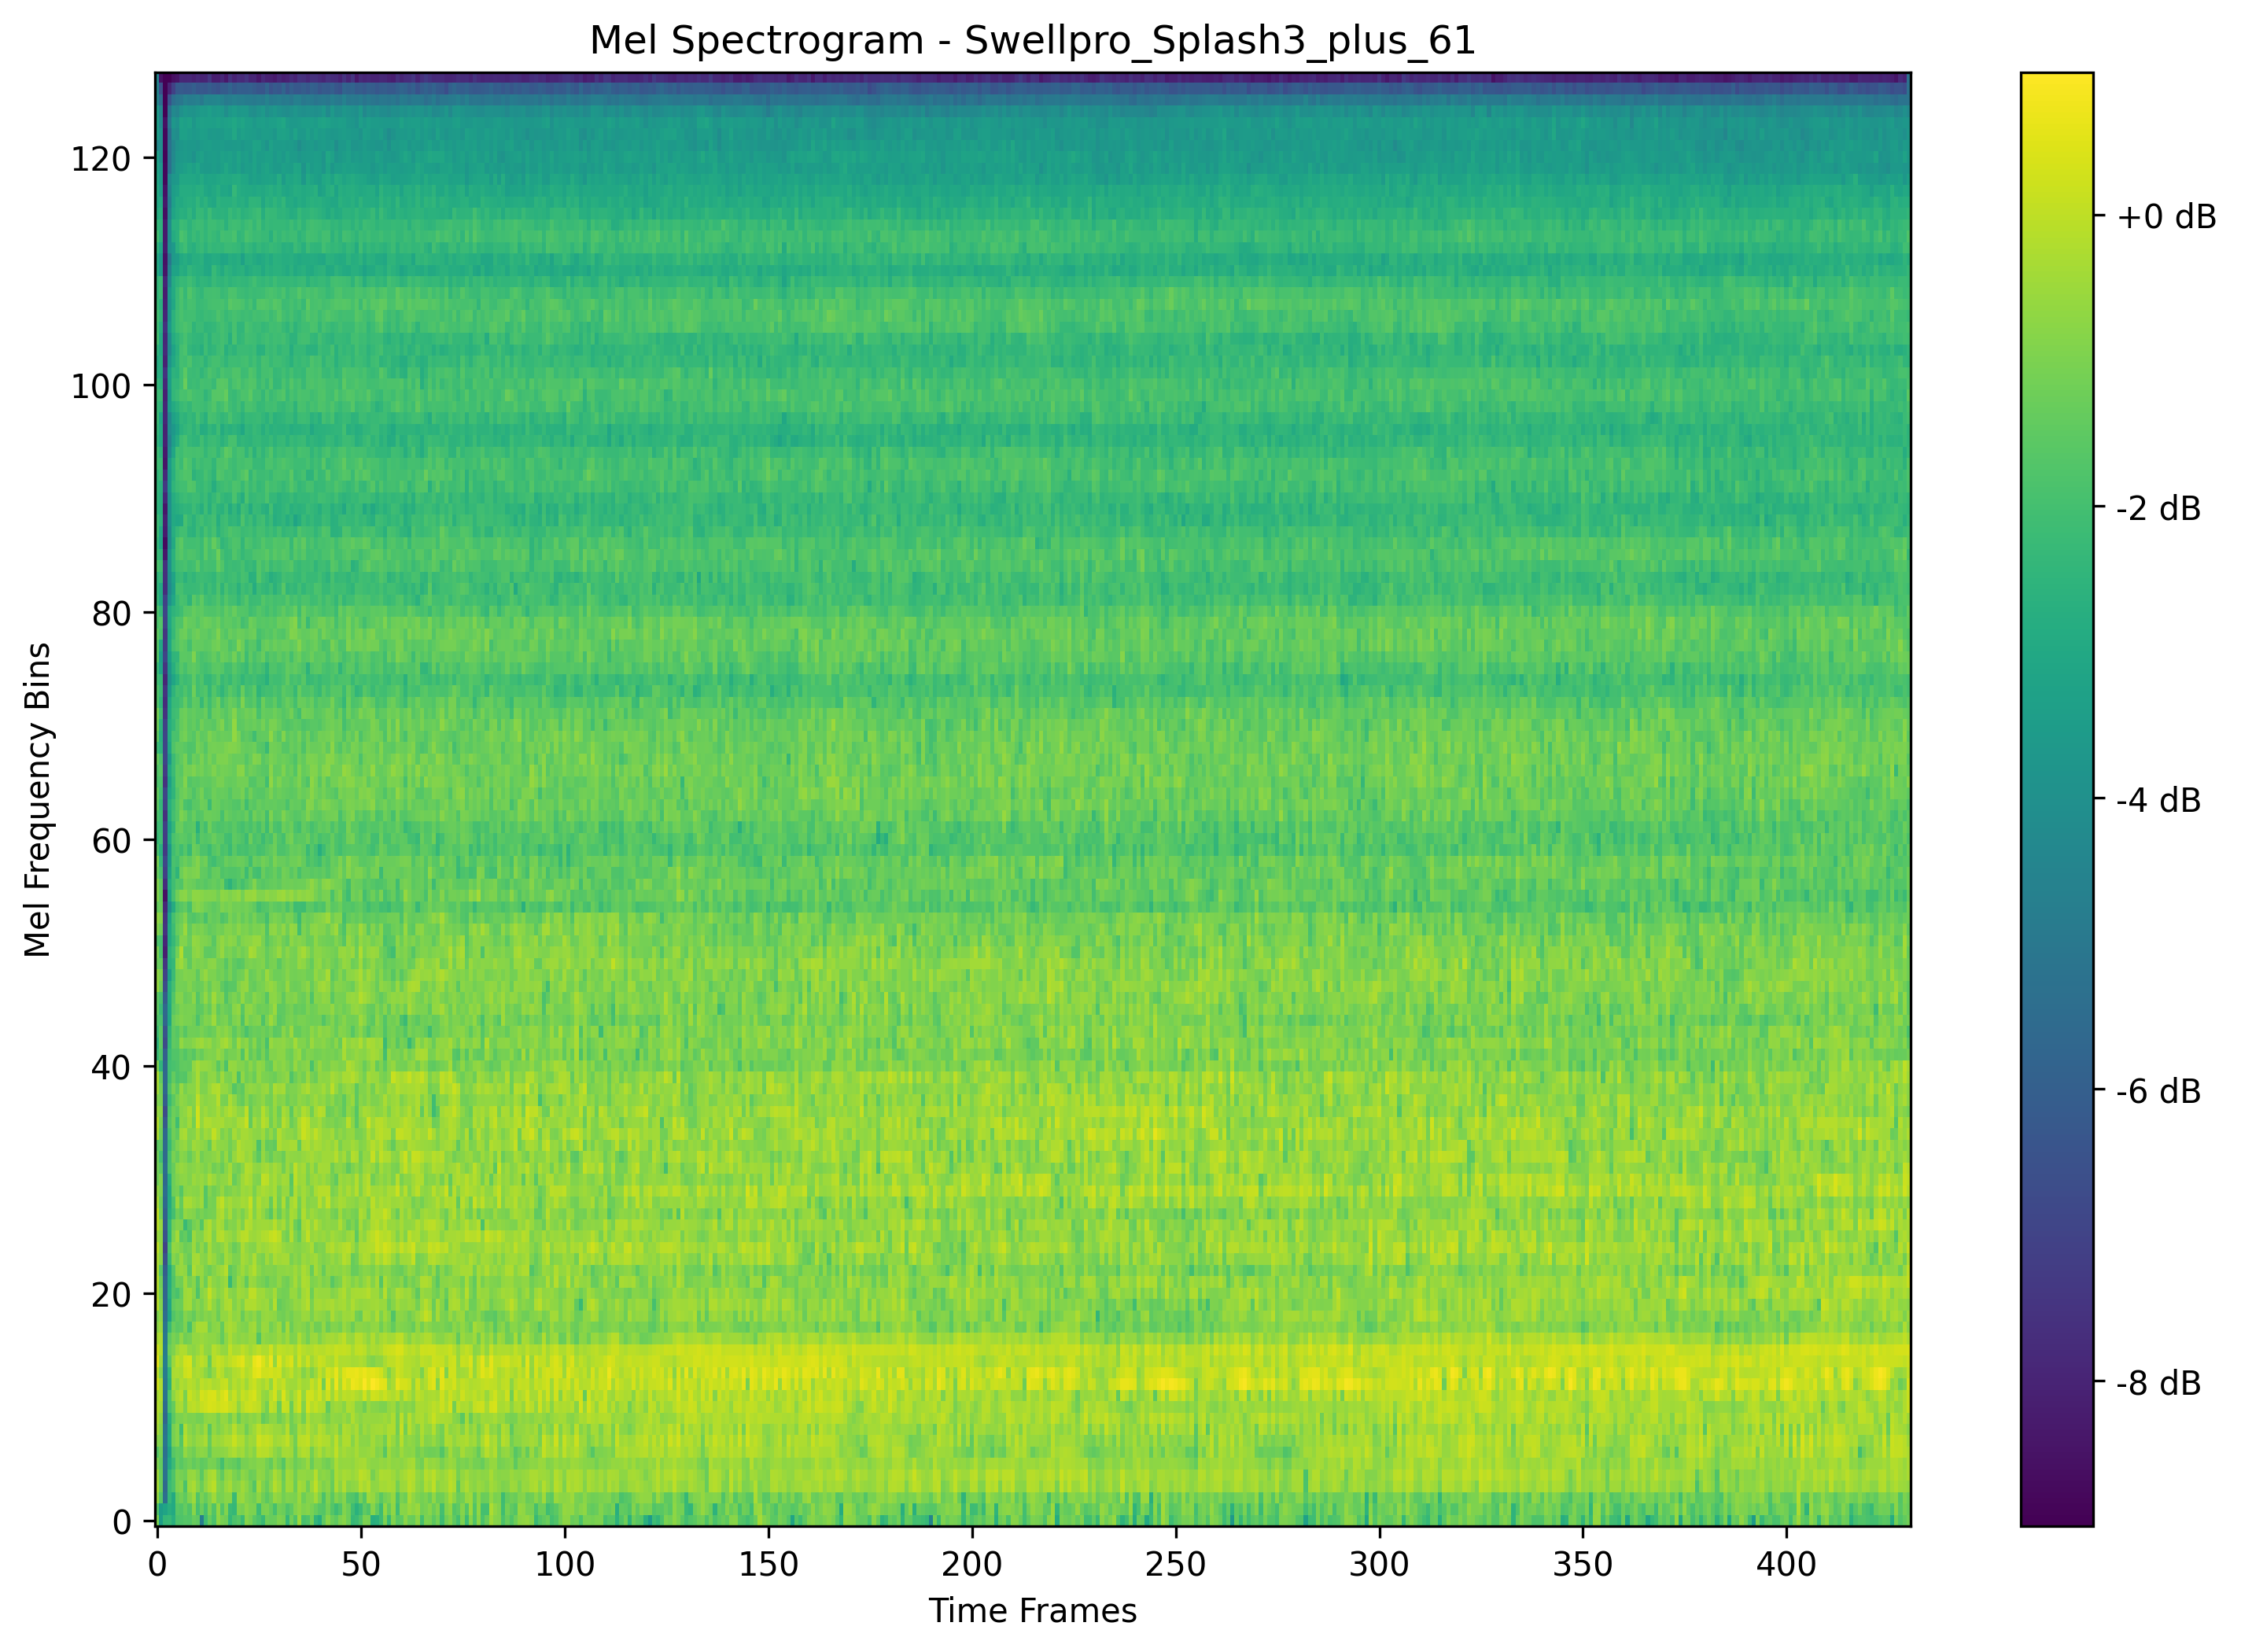 Mel Spectrogram - Swellpro_Splash3_plus_61
Mel Frequency Bins
120
100
80
60
40
20
0
0 50 100 150 200 250 300 350 400
Time Frames
+0 dB
-2 dB
-4 dB
-6 dB
-8 dB